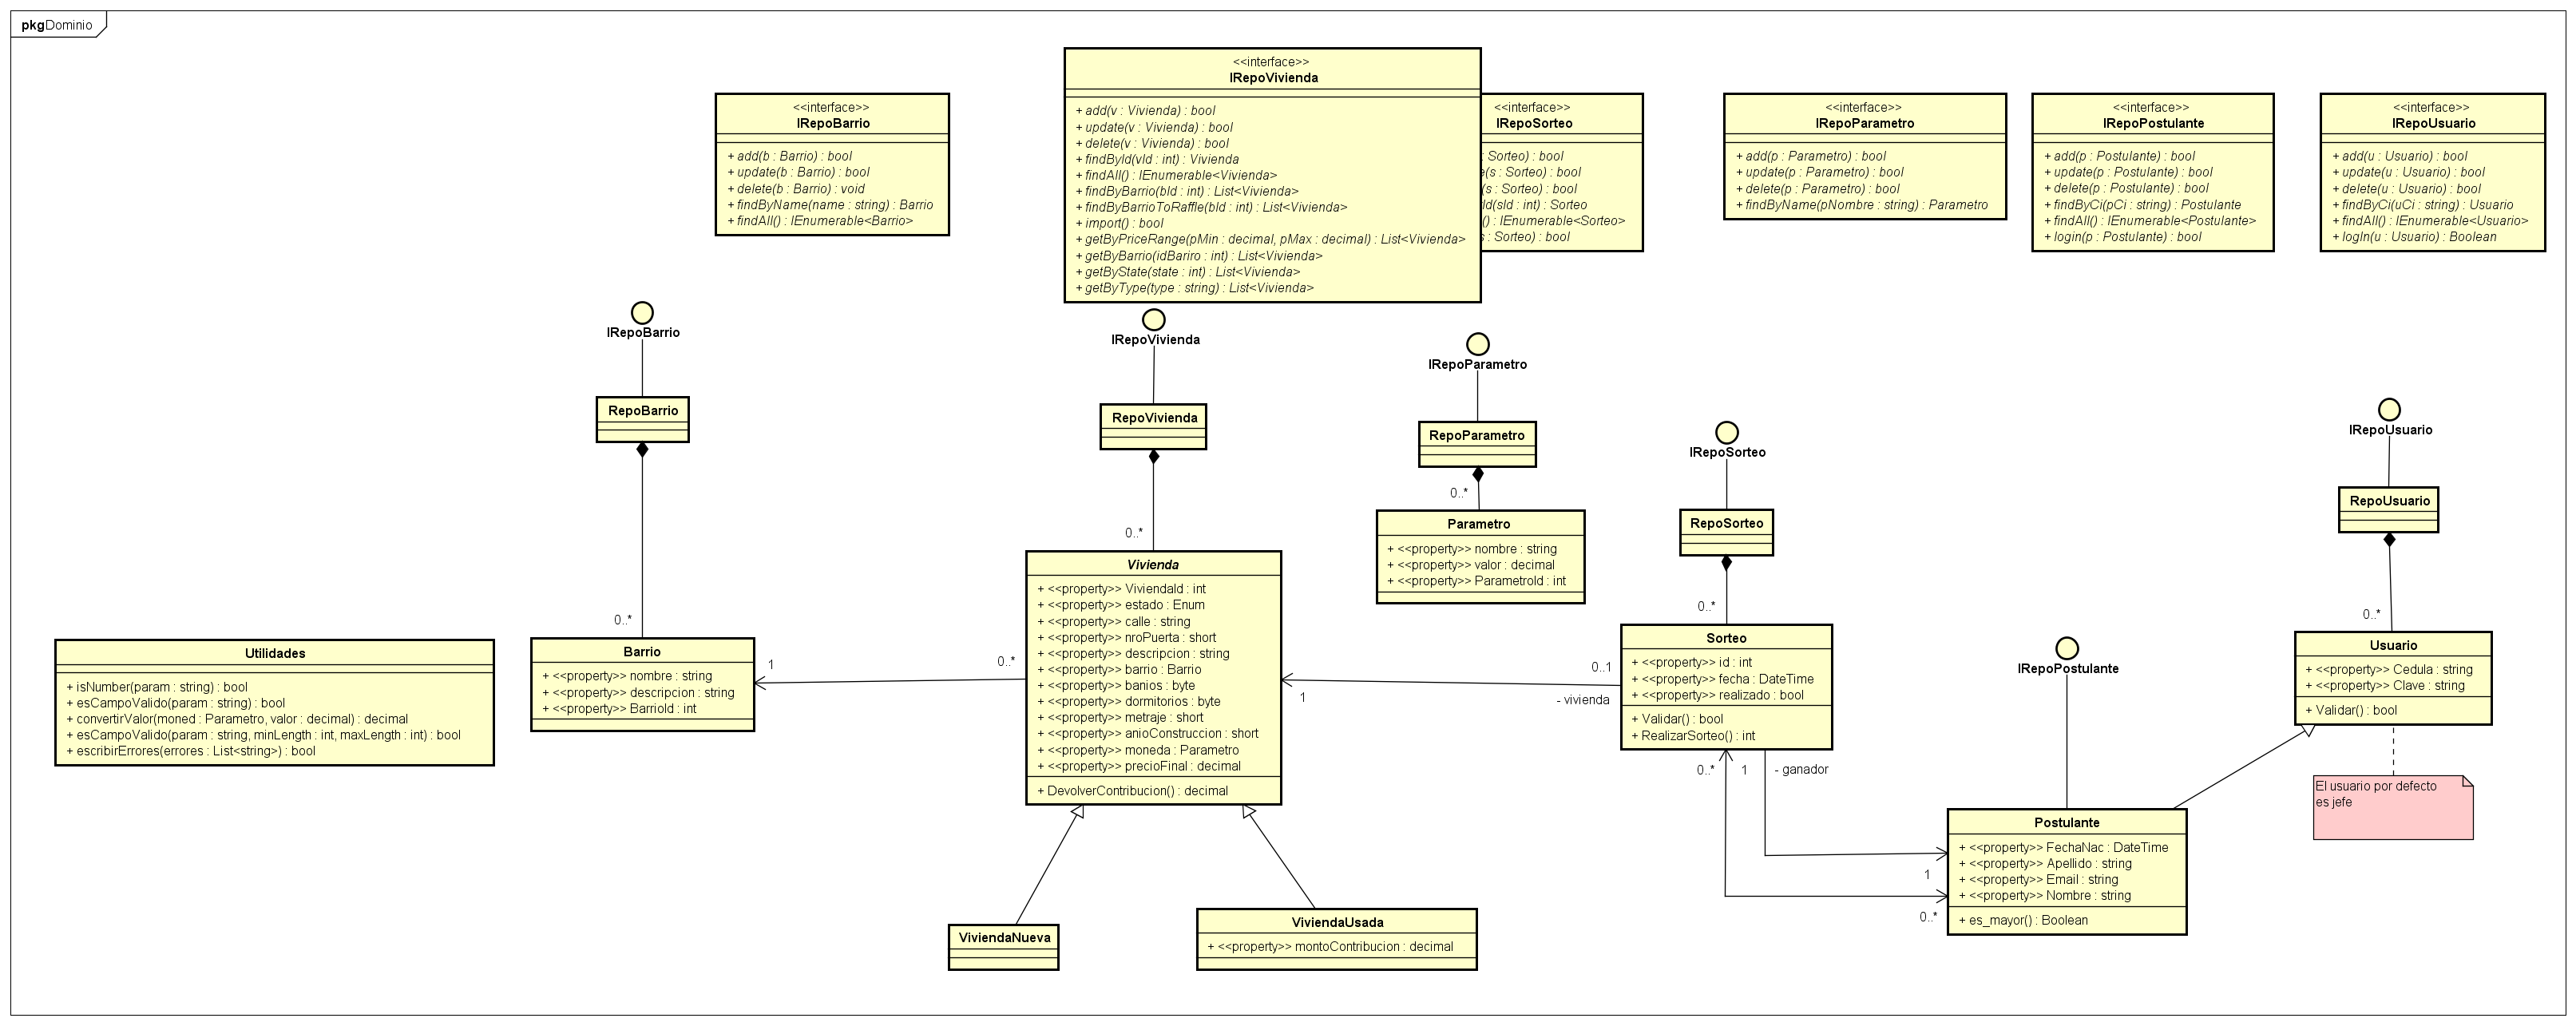 pkgDominio
<<interface>>
IRepoBarrio
+ add(b : Barrio) : bool
+ update(b : Barrio) : bool
+ delete(b : Barrio) : void
+ findByName(name : string) : Barrio
+ findAll() : IEnumerable<Barrio>
<<interface>>
IRepoVivienda
+ add(v : Vivienda) : bool
+ update(v : Vivienda) : bool
+ delete(v : Vivienda) : bool
+ findById(vId : int) : Vivienda
+ findAll() : IEnumerable<Vivienda>
+ findByBarrio(bId : int) : List<Vivienda>
+ findByBarrioToRaffle(bId : int) : List<Vivienda>
+ import() : bool
+ getByPriceRange(pMin : decimal, pMax : decimal) : List<Vivienda>
+ getByBarrio(idBariro : int) : List<Vivienda>
+ getByState(state : int) : List<Vivienda>
+ getByType(type : string) : List<Vivienda>
<<interface>>
IRepoSorteo
: Sorteo) : bool
(s : Sorteo) : bool
(s : Sorteo) : bool
(sId : int) : Sorteo
() : IEnumerable<Sorteo>
: Sorteo) : bool
<<interface>>
IRepoParametro
+ add(p : Parametro) : bool
+ update(p : Parametro) : bool
+ delete(p : Parametro) : bool
+ findByName(pNombre : string) : Parametro
<<interface>>
IRepoPostulante
+ add(p : Postulante) : bool
+ update(p : Postulante) : bool
+ delete(p : Postulante) : bool
+ findByCi(pCi : string) : Postulante
+ findAll() : IEnumerable<Postulante>
+ login(p : Postulante) : bool
<<interface>>
IRepoUsuario
+ add(u : Usuario) : bool
+ update(u : Usuario) : bool
+ delete(u : Usuario) : bool
+ findByCi(uCi : string) : Usuario
+ findAll() : IEnumerable<Usuario>
+ logIn(u : Usuario) : Boolean
IRepoBarrio
IRepoVivienda
IRepoParametro
IRepoSorteo
IRepoUsuario
IRepoPostulante
RepoBarrio
0..*
RepoVivienda
0..*
RepoParametro
0..*
RepoSorteo
0..*
RepoUsuario
0..*
Utilidades
+ isNumber(param : string) : bool
+ esCampoValido(param : string) : bool
+ convertirValor(moned : Parametro, valor : decimal) : decimal
+ esCampoValido(param : string, minLength : int, maxLength : int) : bool
+ escribirErrores(errores : List<string>) : bool
Barrio
+ <<property>> nombre : string
+ <<property>> descripcion : string
+ <<property>> BarrioId : int
1
0..*
Vivienda
+ <<property>> ViviendaId : int
+ <<property>> estado : Enum
+ <<property>> calle : string
+ <<property>> nroPuerta : short
+ <<property>> descripcion : string
+ <<property>> barrio : Barrio
+ <<property>> banios : byte
+ <<property>> dormitorios : byte
+ <<property>> metraje : short
+ <<property>> anioConstruccion : short
+ <<property>> moneda : Parametro
+ <<property>> precioFinal : decimal
+ DevolverContribucion() : decimal
Parametro
+ <<property>> nombre : string
+ <<property>> valor : decimal
+ <<property>> ParametroId : int
1
0..1
- vivienda
Sorteo
+ <<property>> id : int
+ <<property>> fecha : DateTime
+ <<property>> realizado : bool
+ Validar() : bool
+ RealizarSorteo() : int
0..*
1
- ganador
1
0..*
Usuario
+ <<property>> Cedula : string
+ <<property>> Clave : string
+ Validar() : bool
El usuario por defecto
es jefe
Postulante
+ <<property>> FechaNac : DateTime
+ <<property>> Apellido : string
+ <<property>> Email : string
+ <<property>> Nombre : string
+ es_mayor() : Boolean
ViviendaNueva
ViviendaUsada
+ <<property>> montoContribucion : decimal